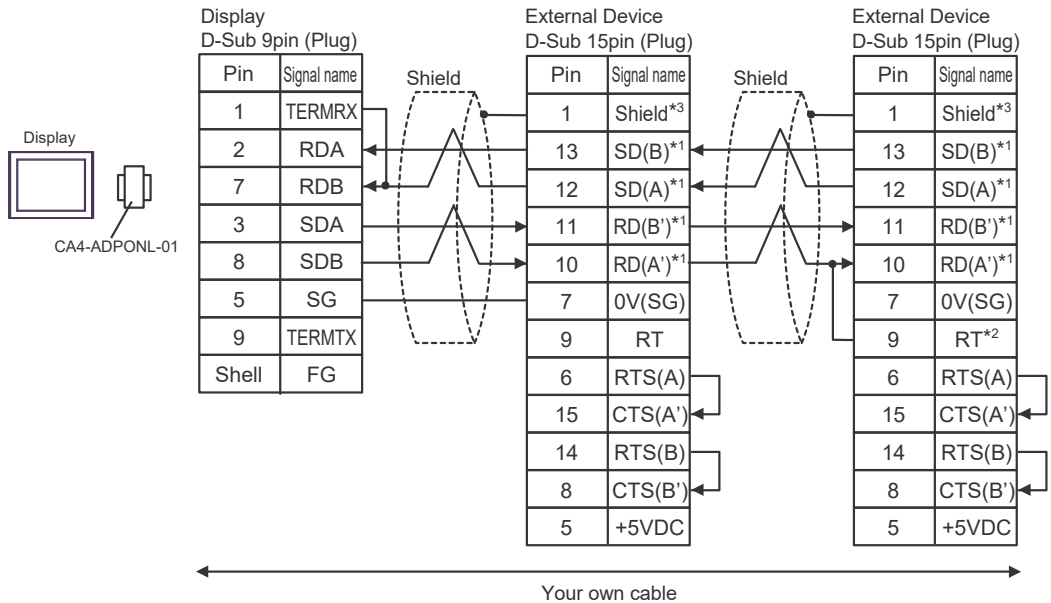 Display
CA4-ADPONL-01
Display
D-Sub 9pin (Plug)
Pin Signal name
1 TERMRX
2 RDA
7 RDB
3 SDA
8 SDB
5 SG
9 TERMTX
Shell FG
Shield
External Device
D-Sub 15pin (Plug)
Pin Signal name
1 Shield*3
13 SD(B)*1
12 SD(A)*1
11 RD(B’)*1
10 RD(A’)*1
7 0V(SG)
9 RT
6 RTS(A)
15 CTS(A’)
14 RTS(B)
8 CTS(B’)
5 +5VDC
Shield
External Device
D-Sub 15pin (Plug)
Pin Signal name
1 Shield*3
13 SD(B)*1
12 SD(A)*1
11 RD(B’)*1
10 RD(A’)*1
7 0V(SG)
9 RT*2
6 RTS(A)
15 CTS(A’)
14 RTS(B)
8 CTS(B’)
5 +5VDC
Your own cable